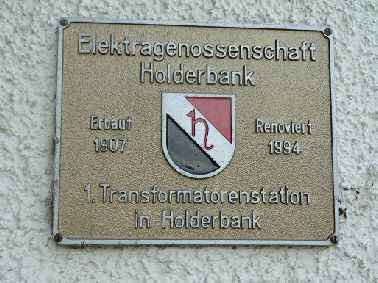 Elektragenossenschaft
Holderbank
Erbaut
1907
Renoviert
1994
1. Transformatorenstation
in Holderbank